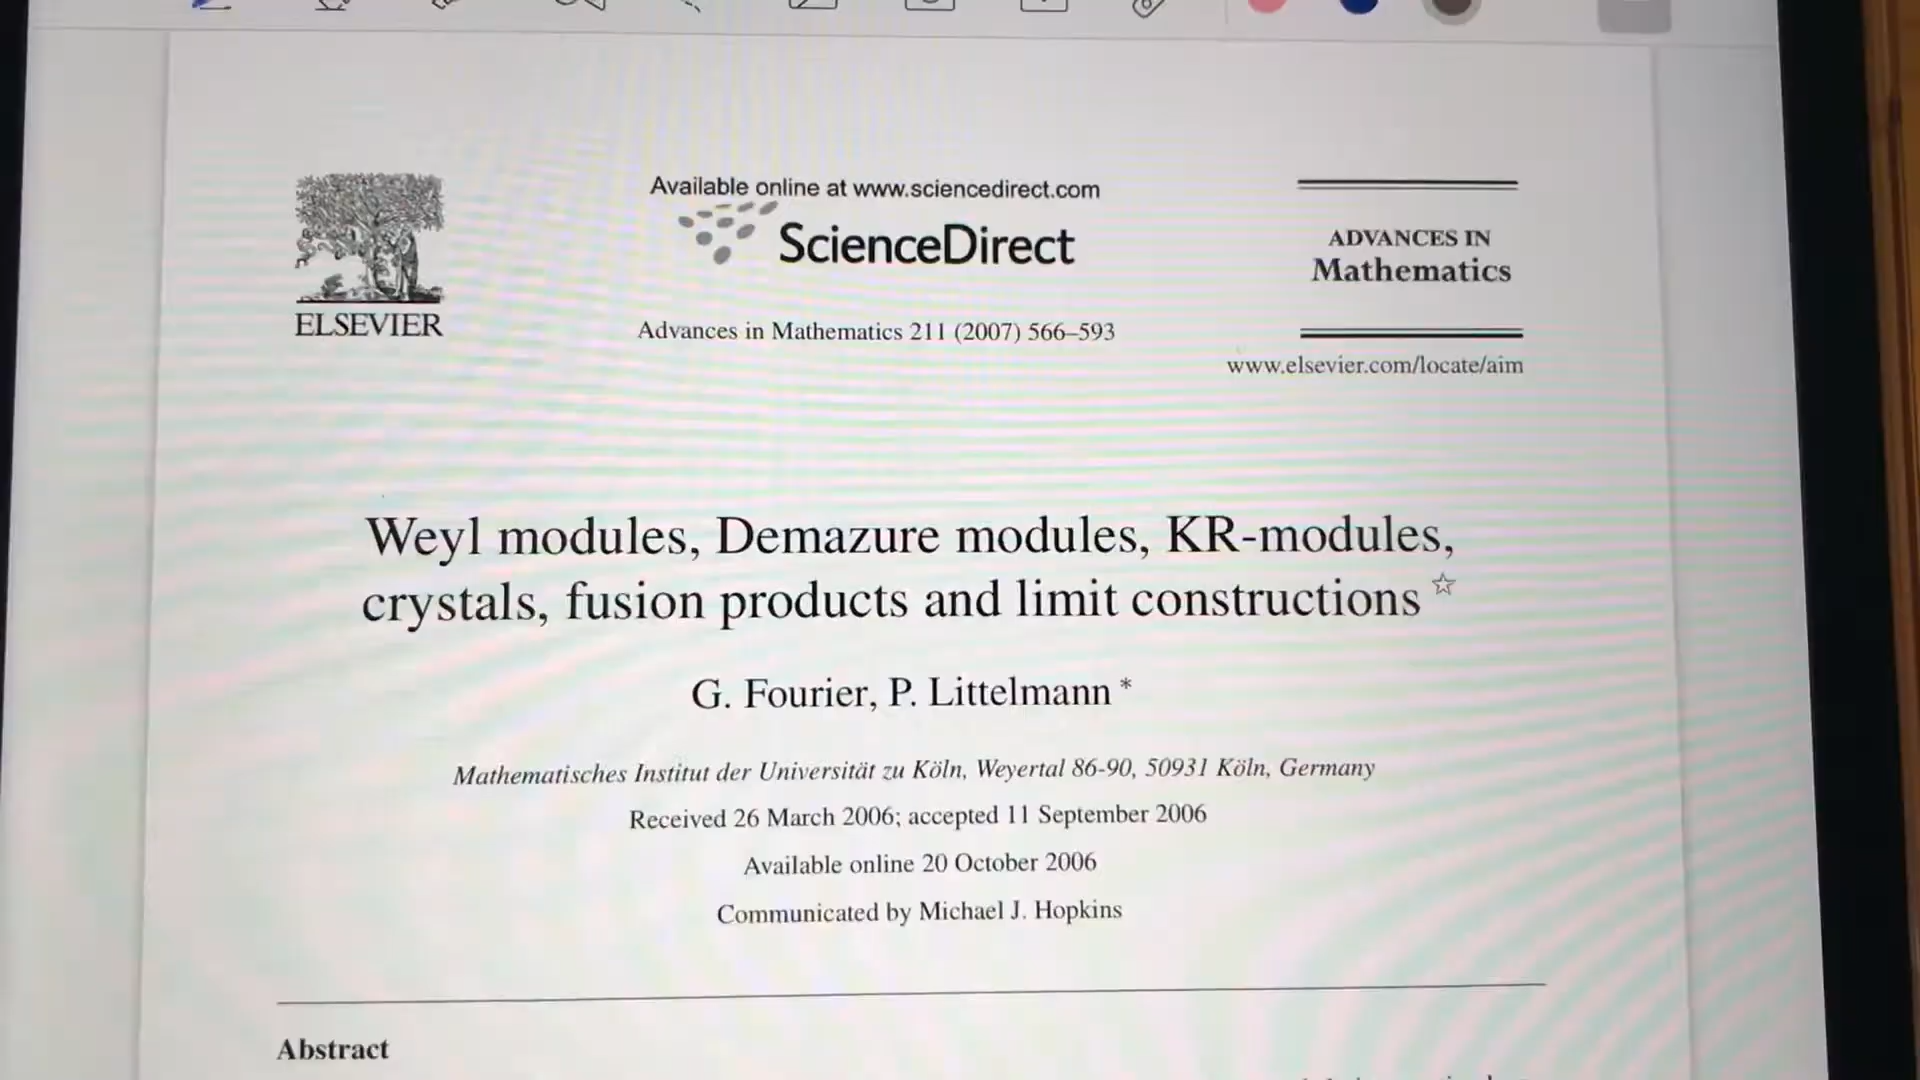 Available online at www.sciencedirect.com
ScienceDirect
ADVANCES IN
Mathematics
ELSEVIER
Advances in Mathematics 211 (2007) 566–593
www.elsevier.com/locate/aim
Weyl modules, Demazure modules, KR-modules,
crystals, fusion products and limit constructions ☆
G. Fourier, P. Littelmann *
Mathematisches Institut der Universität zu Köln, Weyertal 86-90, 50931 Köln, Germany
Received 26 March 2006; accepted 11 September 2006
Available online 20 October 2006
Communicated by Michael J. Hopkins
Abstract